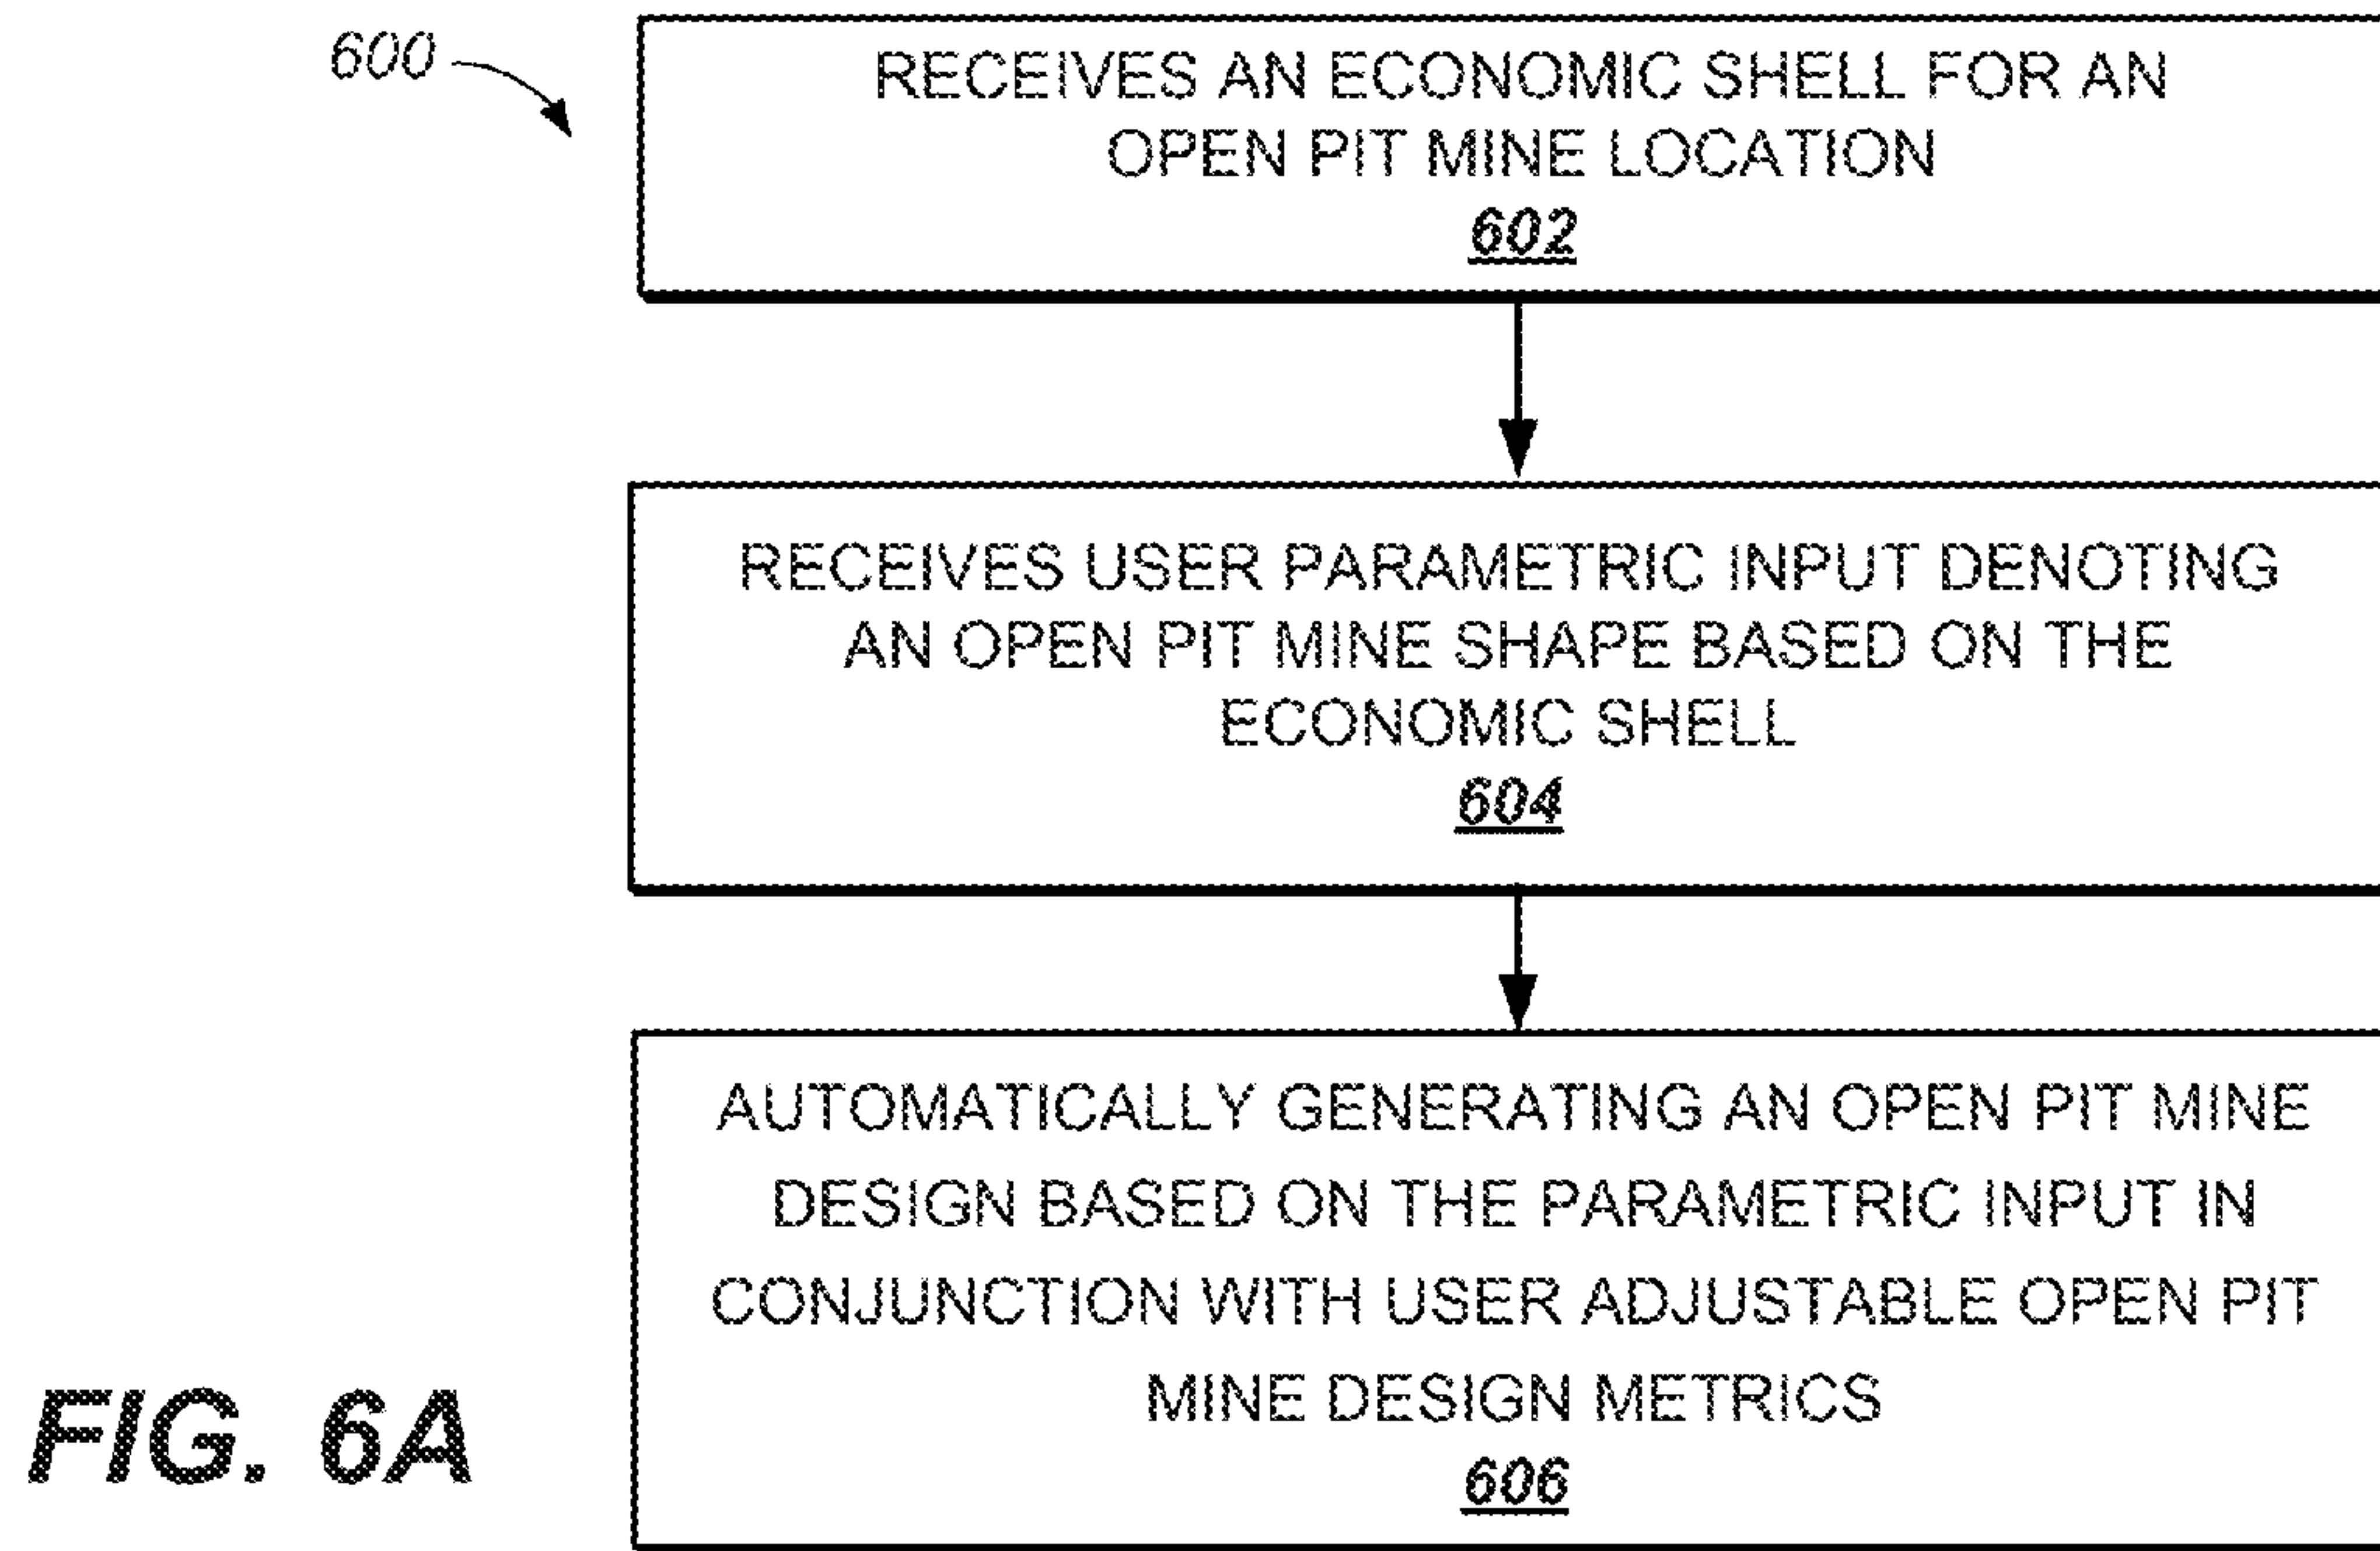 600
RECEIVES AN ECONOMIC SHELL FOR AN
OPEN PIT MINE LOCATION
602
RECEIVES USER PARAMETRIC INPUT DENOTING
AN OPEN PIT MINE SHAPE BASED ON THE
ECONOMIC SHELL
604
AUTOMATICALLY GENERATING AN OPEN PIT MINE
DESIGN BASED ON THE PARAMETRIC INPUT IN
CONJUNCTION WITH USER ADJUSTABLE OPEN PIT
MINE DESIGN METRICS
606
FIG. 6A